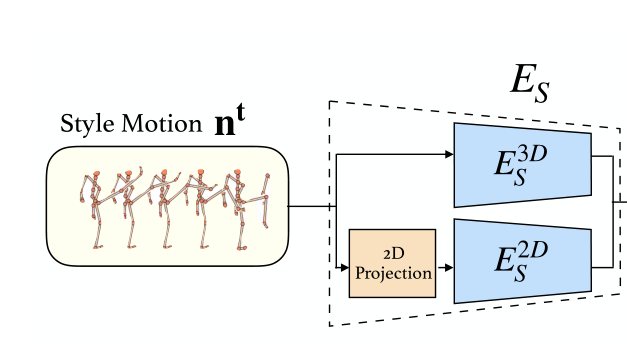 E_S
Style Motion n^t
E_S^{3D}
2D
Projection
E_S^{2D}